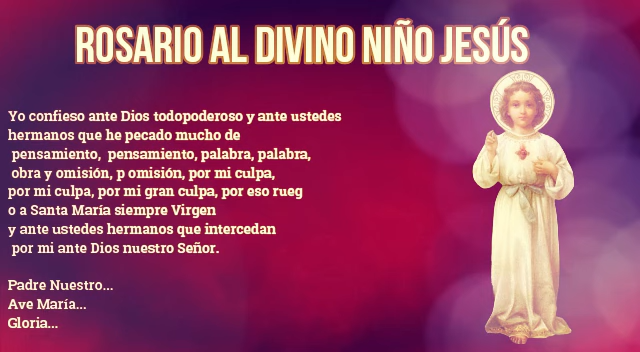 ROSARIO AL DIVINO NIÑO JESÚS
Yo confieso ante Dios todopoderoso y ante ustedes
hermanos que he pecado mucho de
pensamiento, pensamiento, palabra, palabra,
obra y omisión, p omisión, por mi culpa,
por mi culpa, por mi gran culpa, por eso rueg
o a Santa María siempre Virgen
y ante ustedes hermanos que intercedan
por mi ante Dios nuestro Señor.
Padre Nuestro...
Ave María...
Gloria...